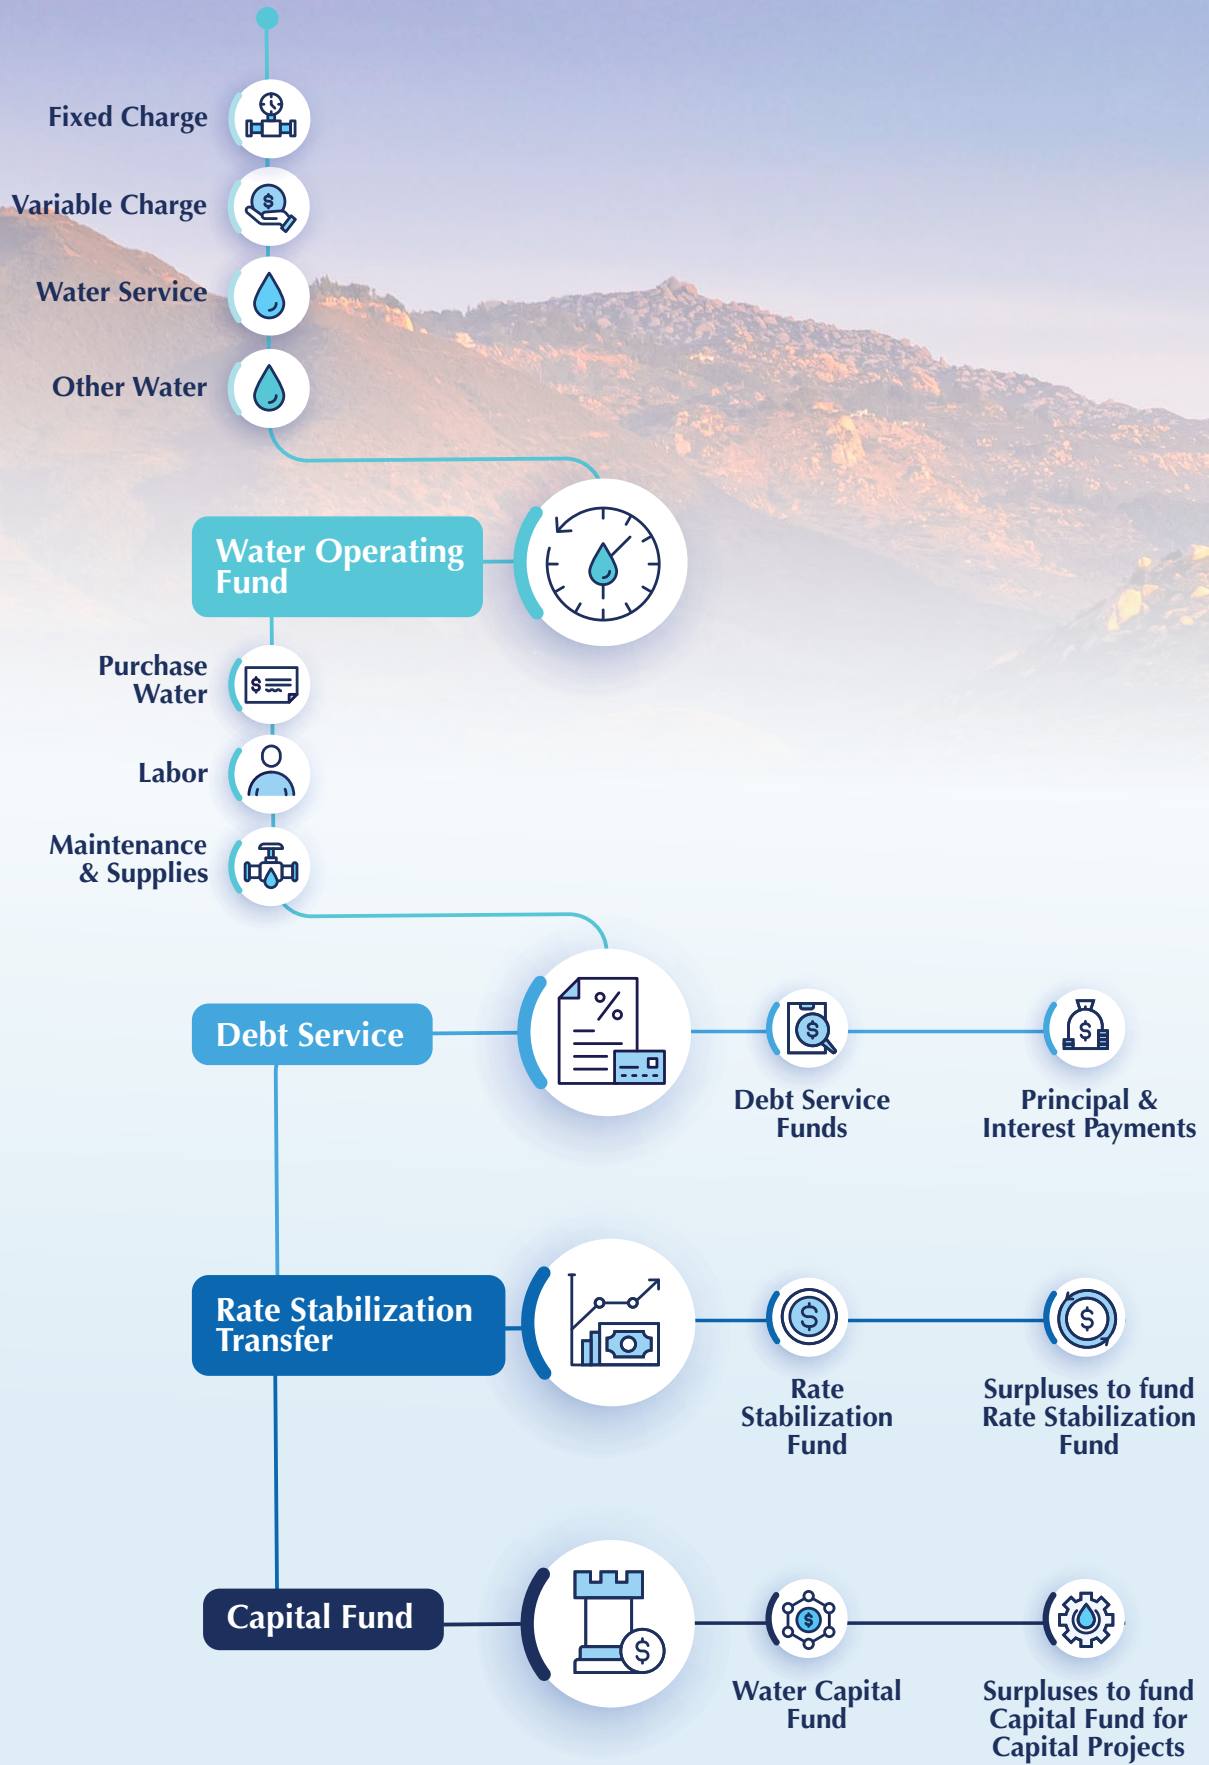 Fixed Charge
Variable Charge
Water Service
Other Water
Water Operating
Fund
Purchase
Water
Labor
Maintenance
& Supplies
Debt Service
Debt Service
Funds
Principal &
Interest Payments
Rate Stabilization
Transfer
Rate
Stabilization
Fund
Surpluses to fund
Rate Stabilization
Fund
Capital Fund
Water Capital
Fund
Surpluses to fund
Capital Fund for
Capital Projects